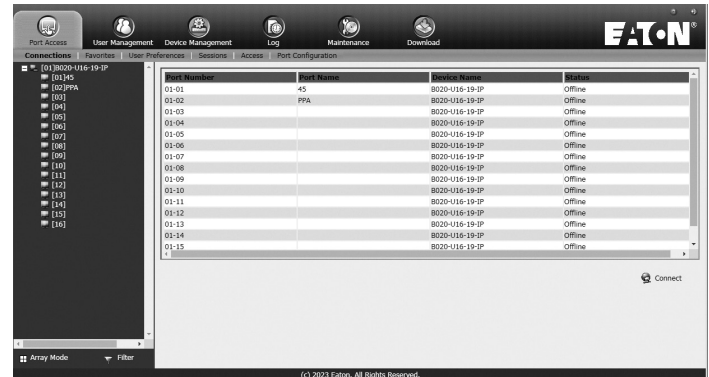 EATON®
Port Access User Management Device Management Log Maintenance Download
Connections Favorites User Preferences Sessions Access Port Configuration
[01]B020-U16-19-IP
[01]45
[02]PPA
[03]
[04]
[05]
[06]
[07]
[08]
[09]
[10]
[11]
[12]
[13]
[14]
[15]
[16]
Port Number Port Name Device Name Status
01-01 45 B020-U16-19-IP Offline
01-02 PPA B020-U16-19-IP Offline
01-03 B020-U16-19-IP Offline
01-04 B020-U16-19-IP Offline
01-05 B020-U16-19-IP Offline
01-06 B020-U16-19-IP Offline
01-07 B020-U16-19-IP Offline
01-08 B020-U16-19-IP Offline
01-09 B020-U16-19-IP Offline
01-10 B020-U16-19-IP Offline
01-11 B020-U16-19-IP Offline
01-12 B020-U16-19-IP Offline
01-13 B020-U16-19-IP Offline
01-14 B020-U16-19-IP Offline
01-15 B020-U16-19-IP Offline
Connect
Array Mode Filter
(c) 2023 Eaton. All Rights Reserved.